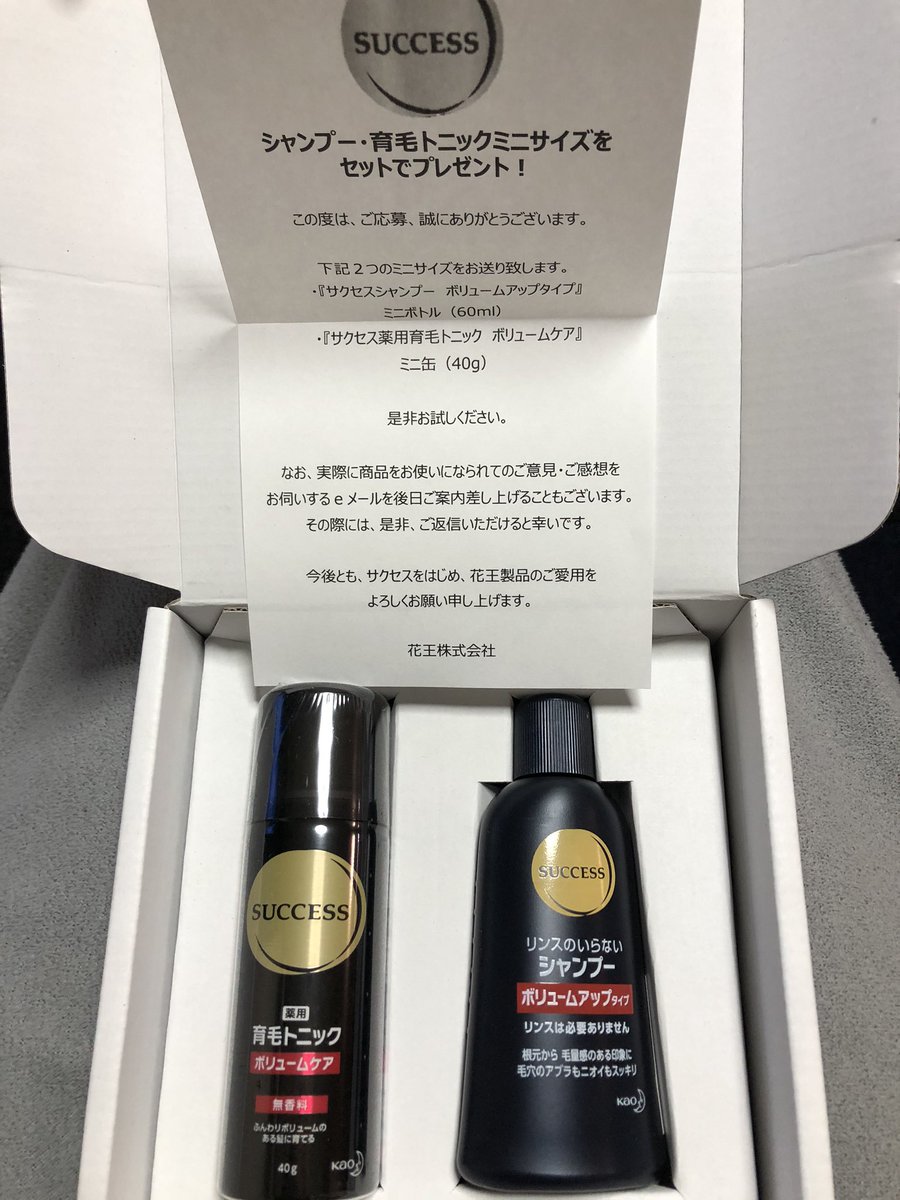 SUCCESS
シャンプー・育毛トニックミニサイズを
セットでプレゼント！
この度は、ご応募、誠にありがとうございます。
下記２つのミニサイズをお送り致します。
・『サクセスシャンプー　ボリュームアップタイプ』
ミニボトル（60ml）
・『サクセス薬用育毛トニック　ボリュームケア』
ミニ缶（40g）
是非お試しください。
なお、実際に商品をお使いになられてのご意見・ご感想を
お伺いするｅメールを後日ご案内差し上げることもございます。
その際には、是非、ご返信いただけると幸いです。
今後とも、サクセスをはじめ、花王製品のご愛用を
よろしくお願い申し上げます。
花王株式会社
SUCCESS
薬用
育毛トニック
ボリュームケア
無香料
ふんわりボリュームの
ある髪に育てる
40g
Kao
SUCCESS
リンスのいらない
シャンプー
ボリュームアップタイプ
リンスは必要ありません
根元から 毛量感のある印象に
毛穴のアブラもニオイもスッキリ
Kao